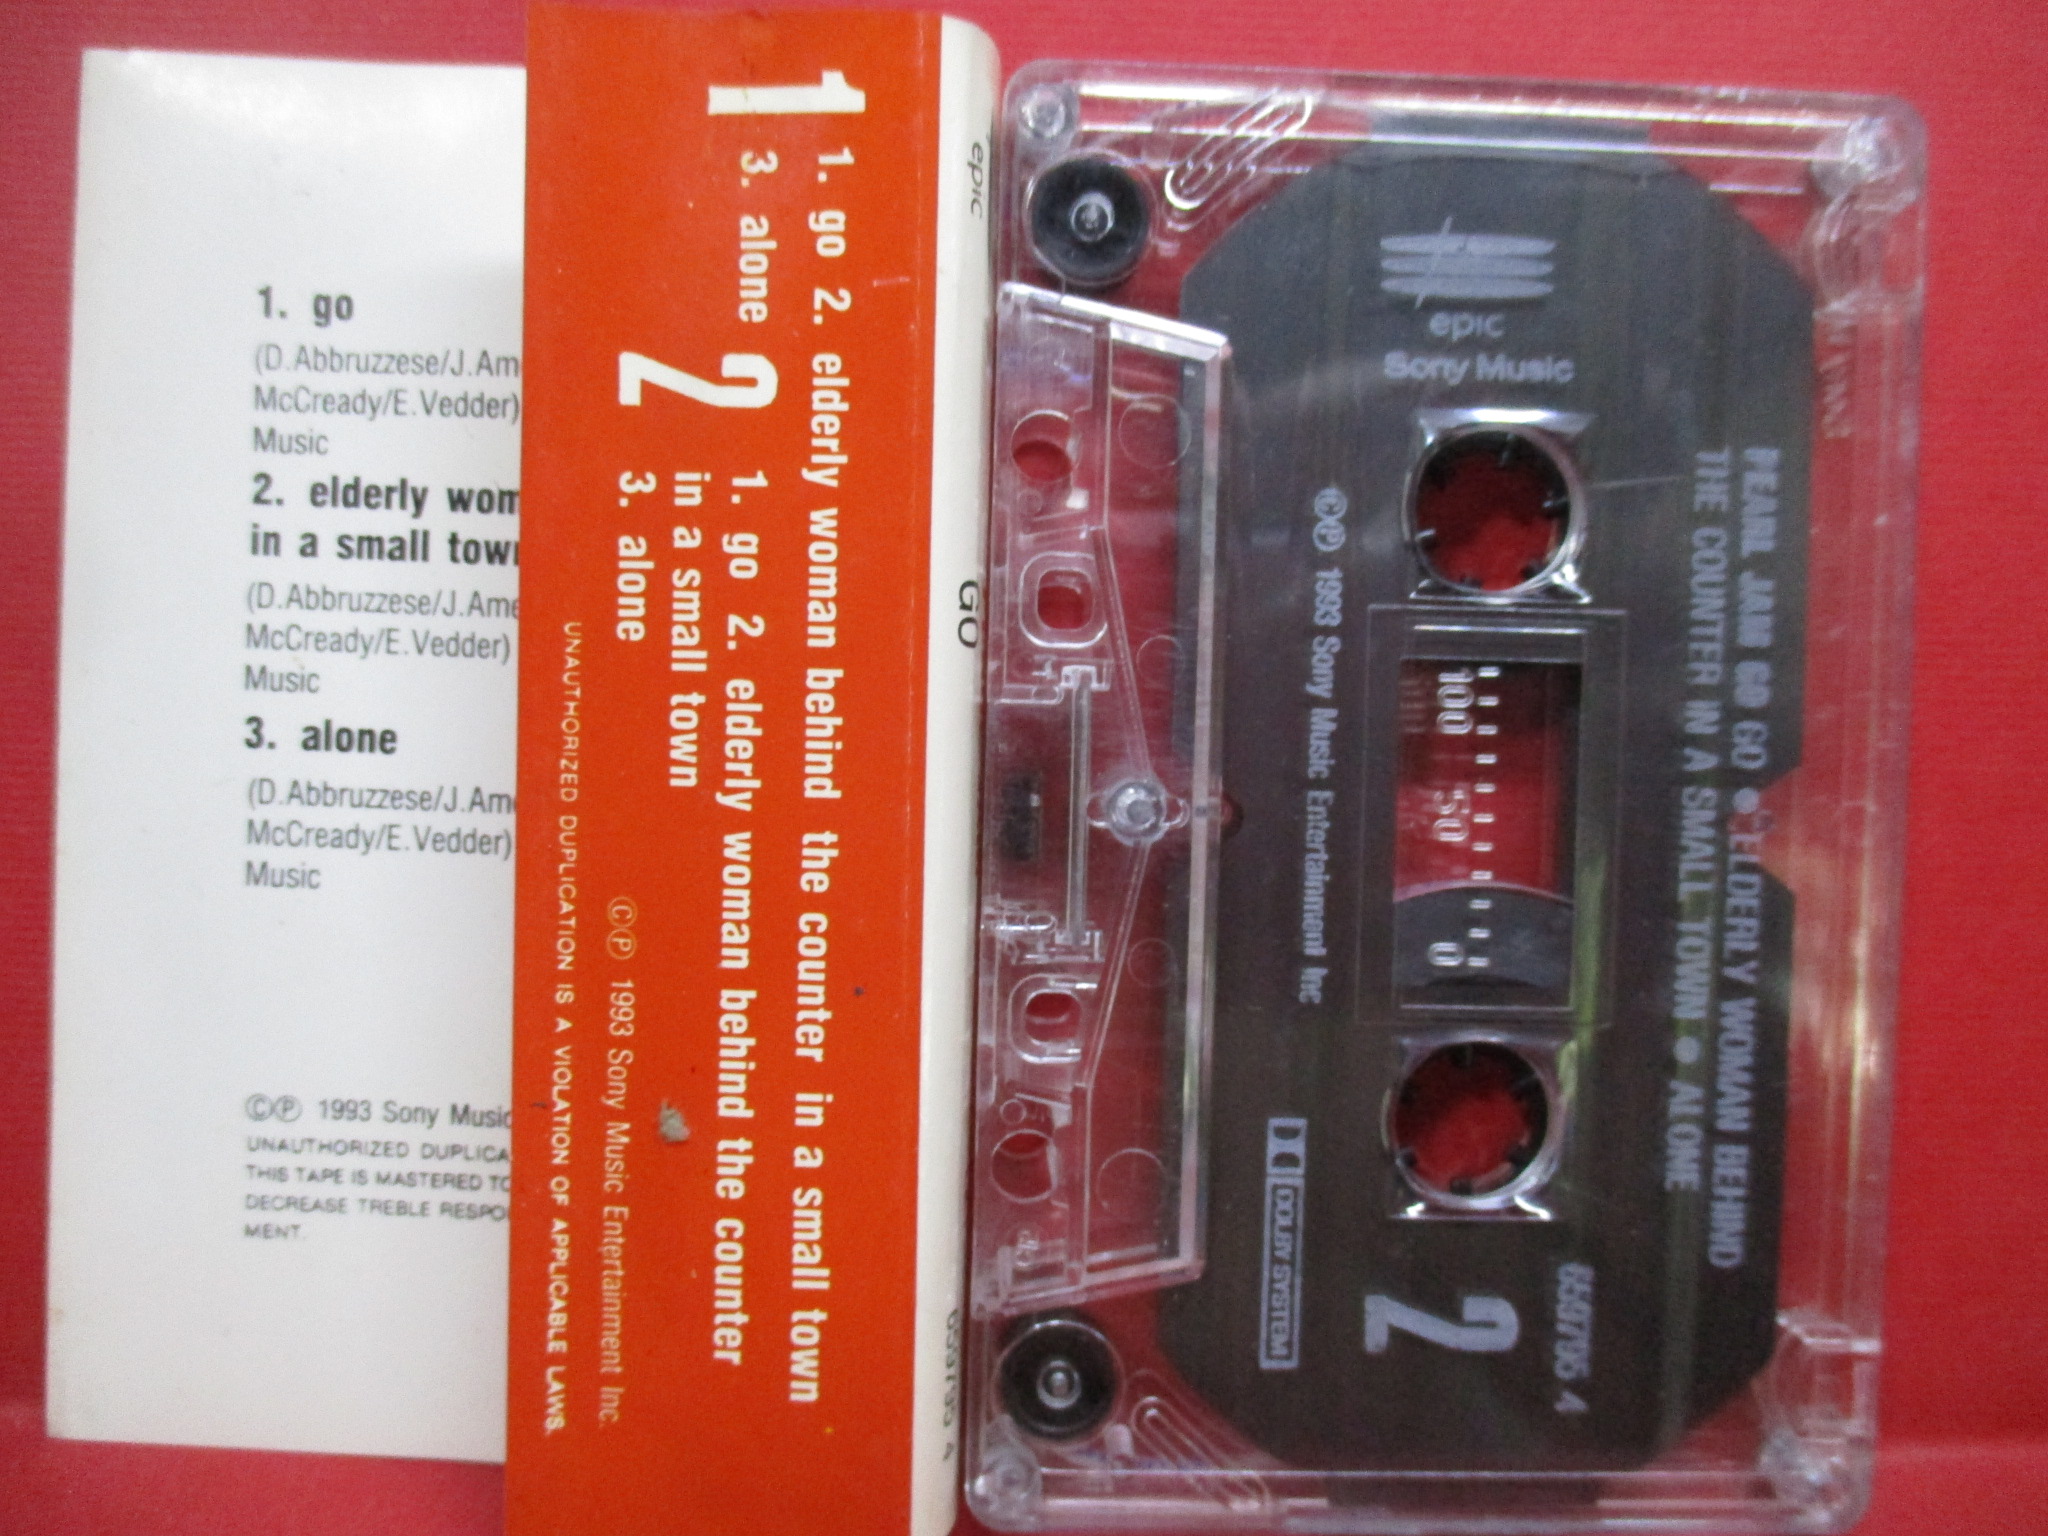 1. go
(D.Abbruzzese/J.Am
McCready/E.Vedder)
Music
2. elderly wom
in a small town
(D.Abbruzzese/J.Ame
McCready/E.Vedder)
Music
3. alone
(D.Abbruzzese/J.Ame
McCready/E.Vedder)
Music
©℗ 1993 Sony Music
UNAUTHORIZED DUPLICA
THIS TAPE IS MASTERED TO
DECREASE TREBLE RESPO
MENT.
1 1. go 2. elderly woman behind the counter in a small town
3. alone
2 1. go 2. elderly woman behind the counter
in a small town
3. alone
©℗ 1993 Sony Music Entertainment Inc.
UNAUTHORIZED DUPLICATION IS A VIOLATION OF APPLICABLE LAWS.
epic
GO
659795 4
epic
Sony Music
PEARL JAM GO GO • ELDERLY WOMAN BEHIND
THE COUNTER IN A SMALL TOWN • ALONE
659795 4
2
100 50 0
©℗ 1993 Sony Music Entertainment Inc
DOLBY SYSTEM